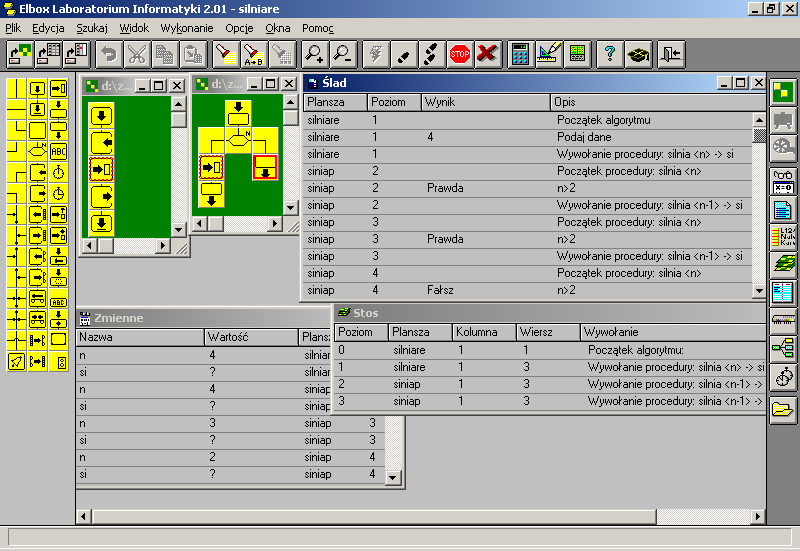 Elbox Laboratorium Informatyki 2.01 - silniare
Plik Edycja Szukaj Widok Wykonanie Opcje Okna Pomoc
A→B STOP ?
d:\z... d:\z... Ślad
Plansza Poziom Wynik Opis
silniare 1 Początek algorytmu
silniare 1 4 Podaj dane
silniare 1 Wywołanie procedury: silnia <n> -> si
siniap 2 Początek procedury: silnia <n>
siniap 2 Prawda n>2
siniap 2 Wywołanie procedury: silnia <n-1> -> si
siniap 3 Początek procedury: silnia <n>
siniap 3 Prawda n>2
siniap 3 Wywołanie procedury: silnia <n-1> -> si
siniap 4 Początek procedury: silnia <n>
siniap 4 Fałsz n>2
N N
ABC
ABC
x=0
L12
Zmienne
Nazwa Wartość Plansz
n 4 silniar
si ? silniar
n 4 siniap
si ? siniap
n 3 siniap 3
si ? siniap 3
n 2 siniap 4
si ? siniap 4
Stos
Poziom Plansza Kolumna Wiersz Wywołanie
0 silniare 1 1 Początek algorytmu:
1 silniare 1 3 Wywołanie procedury: silnia <n> -> si
2 siniap 1 3 Wywołanie procedury: silnia <n-1> ->
3 siniap 1 3 Wywołanie procedury: silnia <n-1> ->